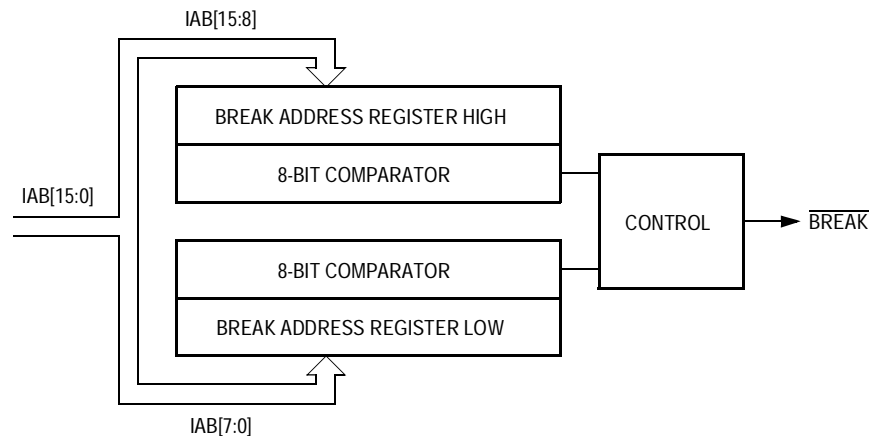 IAB[15:8]
BREAK ADDRESS REGISTER HIGH
8-BIT COMPARATOR
IAB[15:0]
CONTROL
BREAK
8-BIT COMPARATOR
BREAK ADDRESS REGISTER LOW
IAB[7:0]